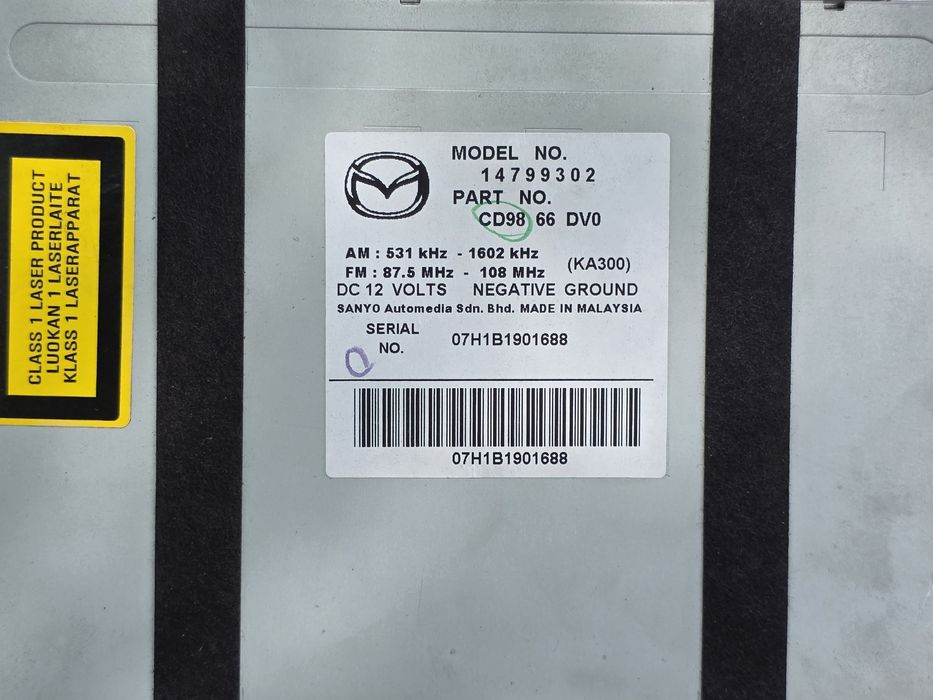 CLASS 1 LASER PRODUCT
LUOKAN 1 LASERLAITE
KLASS 1 LASERAPPARAT
MODEL NO.
14799302
PART NO.
CD98 66 DV0
AM : 531 kHz - 1602 kHz
FM : 87.5 MHz - 108 MHz (KA300)
DC 12 VOLTS NEGATIVE GROUND
SANYO Automedia Sdn. Bhd. MADE IN MALAYSIA
SERIAL NO. 07H1B1901688
07H1B1901688